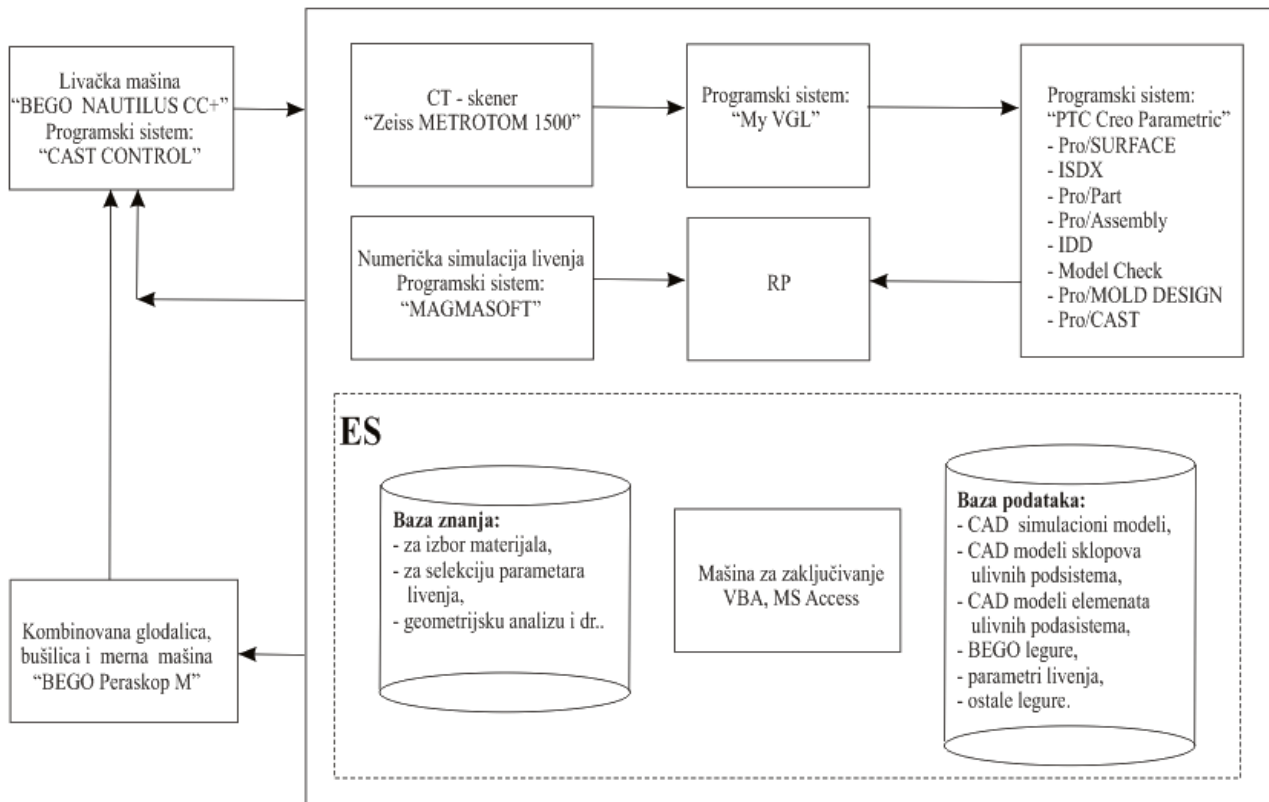 Livačka mašina
“BEGO NAUTILUS CC+”
Programski sistem:
“CAST CONTROL”
CT - skener
“Zeiss METROTOM 1500”
Programski sistem:
“My VGL”
Programski sistem:
“PTC Creo Parametric”
- Pro/SURFACE
- ISDX
- Pro/Part
- Pro/Assembly
- IDD
- Model Check
- Pro/MOLD DESIGN
- Pro/CAST
Numerička simulacija livenja
Programski sistem:
“MAGMASOFT”
RP
ES
Baza znanja:
- za izbor materijala,
- za selekciju parametara
livenja,
- geometrijsku analizu i dr..
Mašina za zaključivanje
VBA, MS Access
Baza podataka:
- CAD simulacioni modeli,
- CAD modeli sklopova
ulivnih podsistema,
- CAD modeli elemenata
ulivnih podasistema,
- BEGO legure,
- parametri livenja,
- ostale legure.
Kombinovana glodalica,
bušilica i merna mašina
“BEGO Peraskop M”